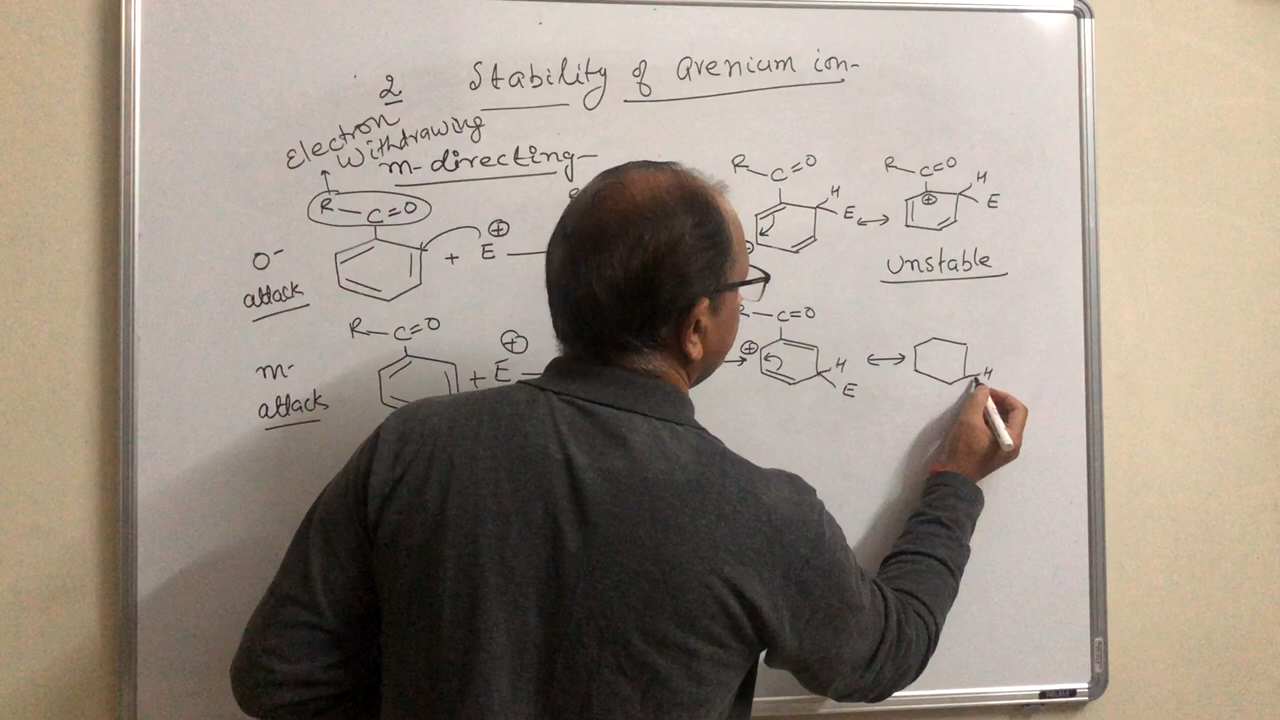 2 Stability of arenium ion-
Electron
Withdrawing
m-directing-
R-C=O
O-
attack
+ E ⊕
R C=O
H
E
↔
R C=O
⊕
H
E
Unstable
m-
attack
R-C=O
+ E ⊕
→
R-C=O
⊕
H
E
↔
H